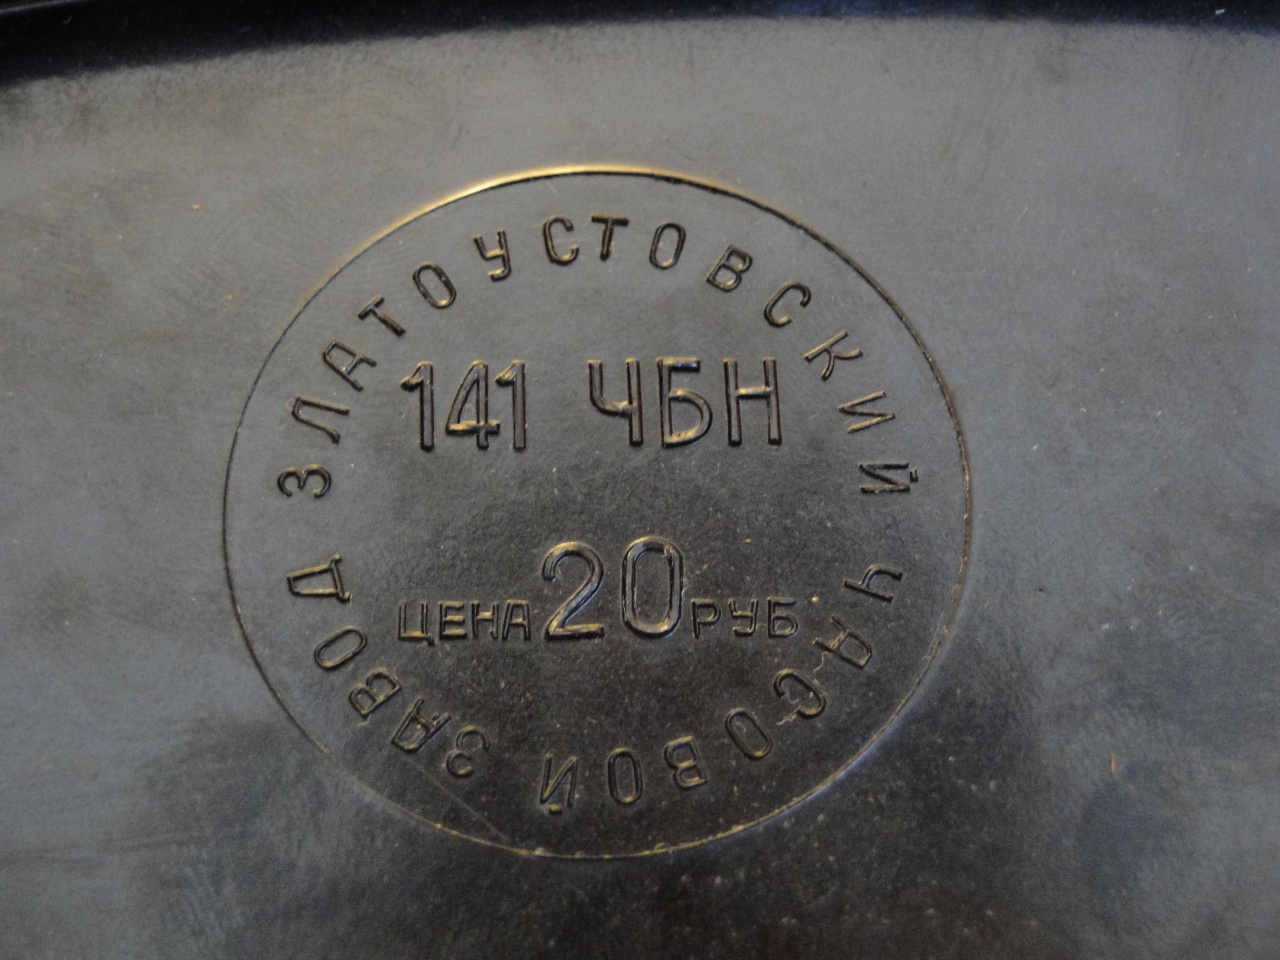 ЗЛАТОУСТОВСКИЙ ЧАСОВОЙ ЗАВОД
141 ЧБН
ЦЕНА 20 РУБ